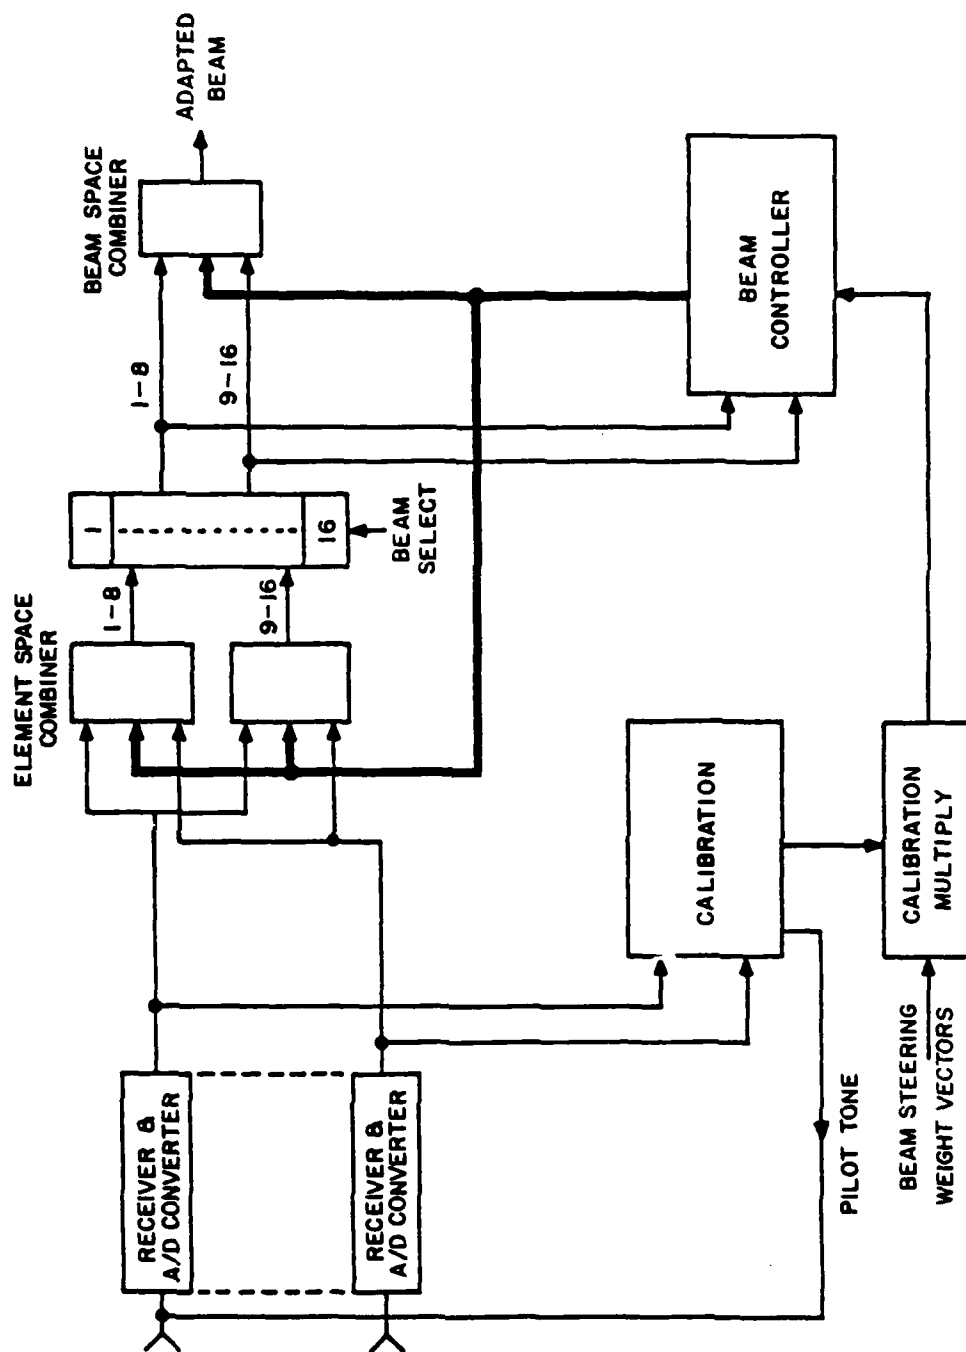 RECEIVER &
A/D CONVERTER
RECEIVER &
A/D CONVERTER
ELEMENT SPACE
COMBINER
1-8
9-16
1
16
BEAM
SELECT
1-8
9-16
BEAM SPACE
COMBINER
ADAPTED
BEAM
CALIBRATION
BEAM
CONTROLLER
PILOT TONE
BEAM STEERING
WEIGHT VECTORS
CALIBRATION
MULTIPLY